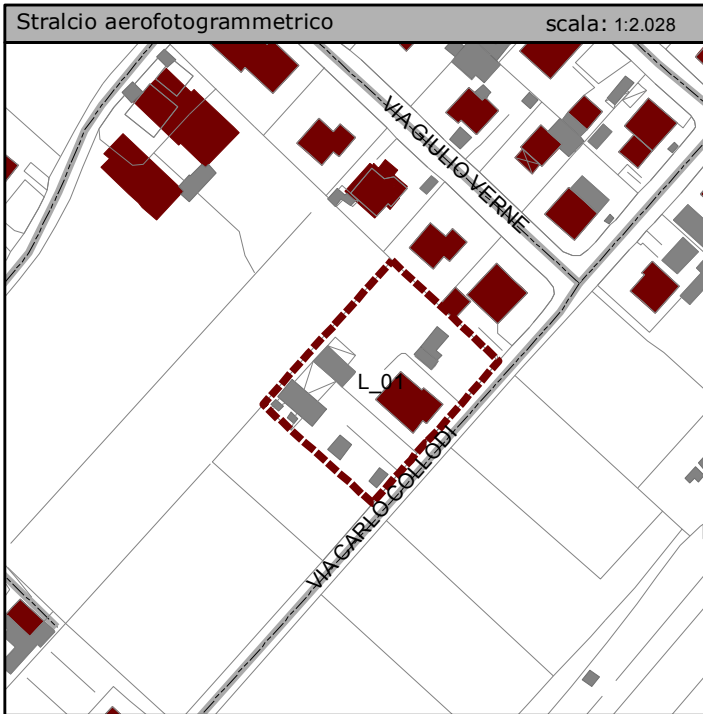 Stralcio aerofotogrammetrico scala: 1:2.028
VIA GIULIO VERNE
L_01
VIA CARLO COLLODI